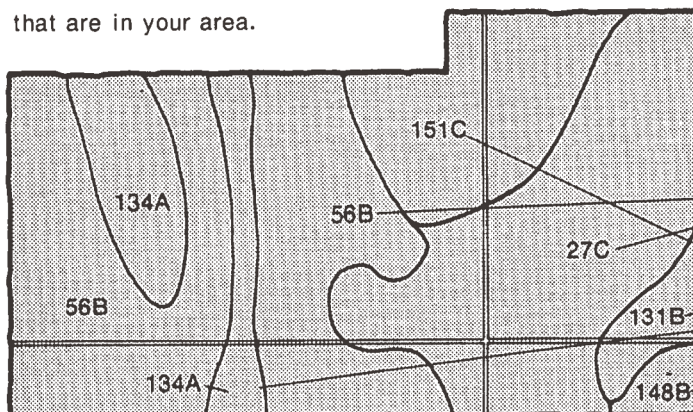 that are in your area.
151C
134A
56B
27C
56B
131B
134A
148B